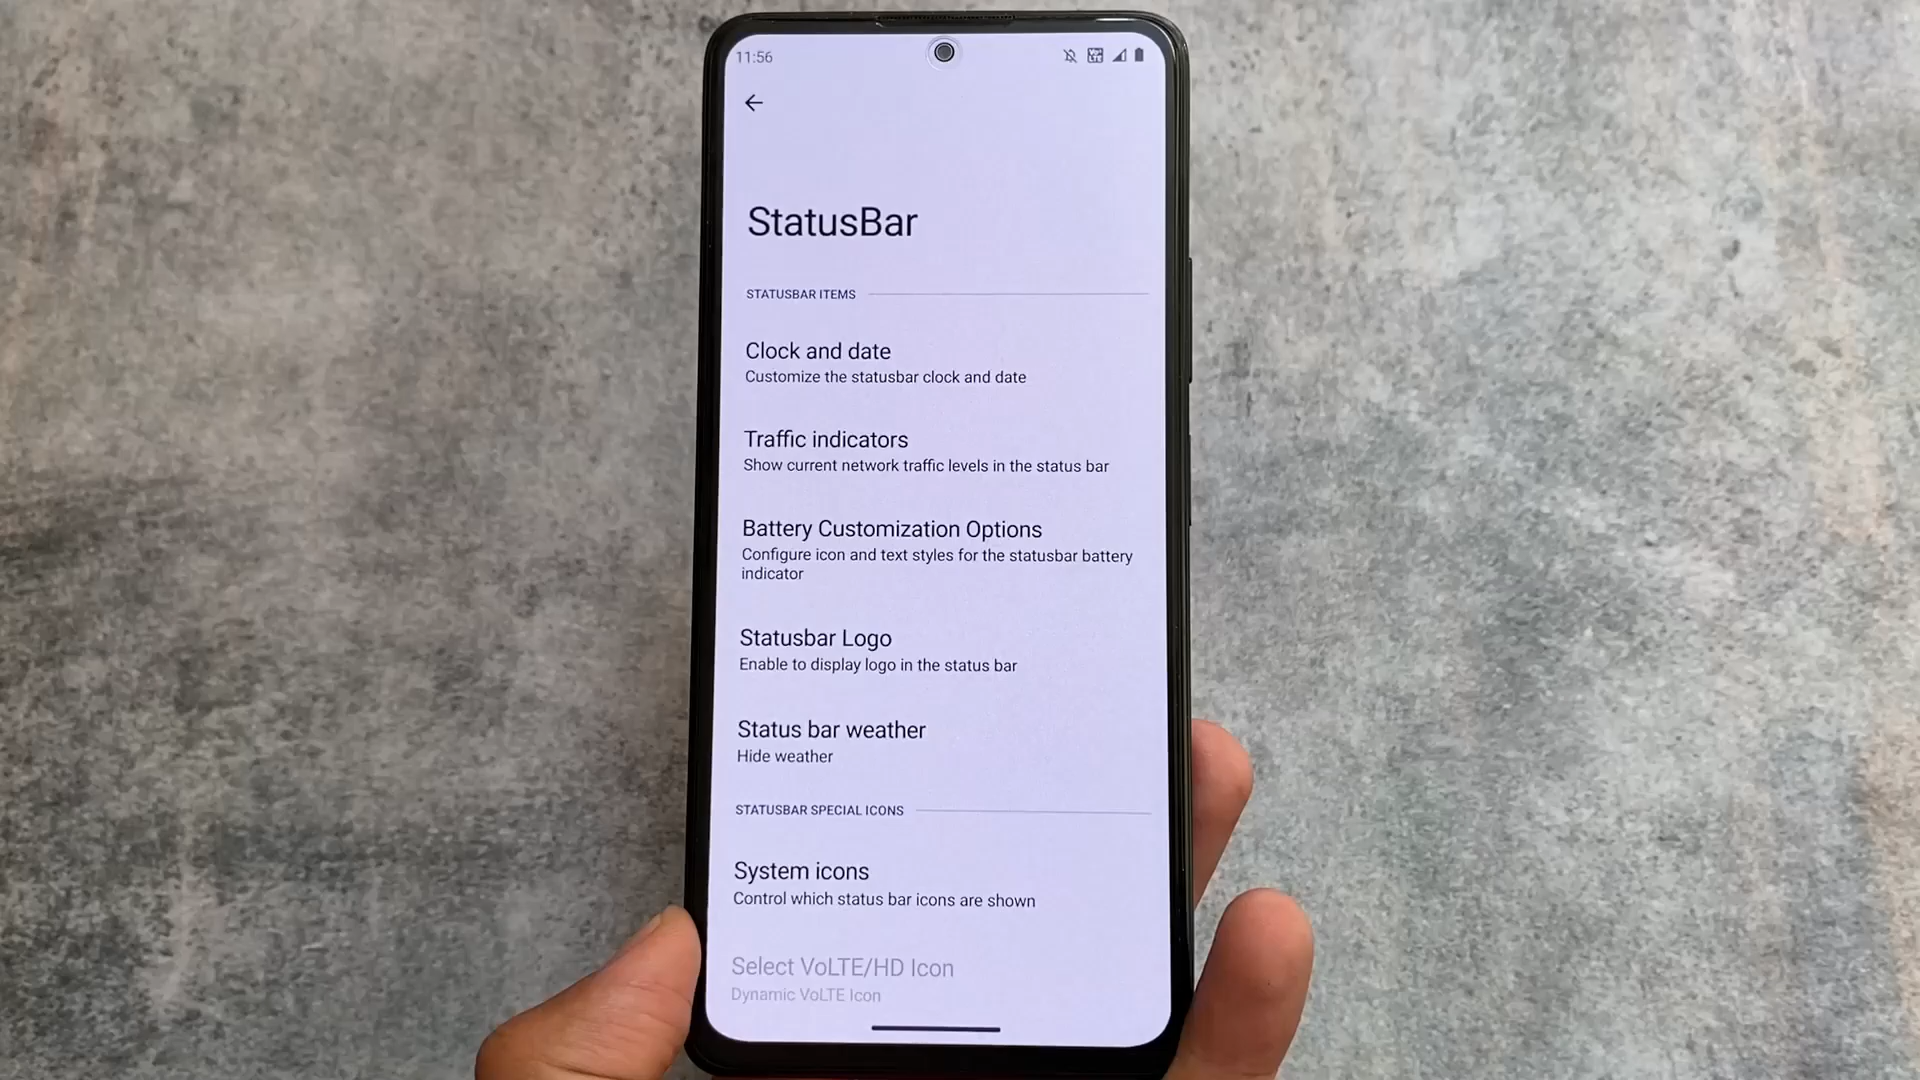 11:56
StatusBar
STATUSBAR ITEMS
Clock and date
Customize the statusbar clock and date
Traffic indicators
Show current network traffic levels in the status bar
Battery Customization Options
Configure icon and text styles for the statusbar battery
indicator
Statusbar Logo
Enable to display logo in the status bar
Status bar weather
Hide weather
STATUSBAR SPECIAL ICONS
System icons
Control which status bar icons are shown
Select VoLTE/HD Icon
Dynamic VoLTE Icon